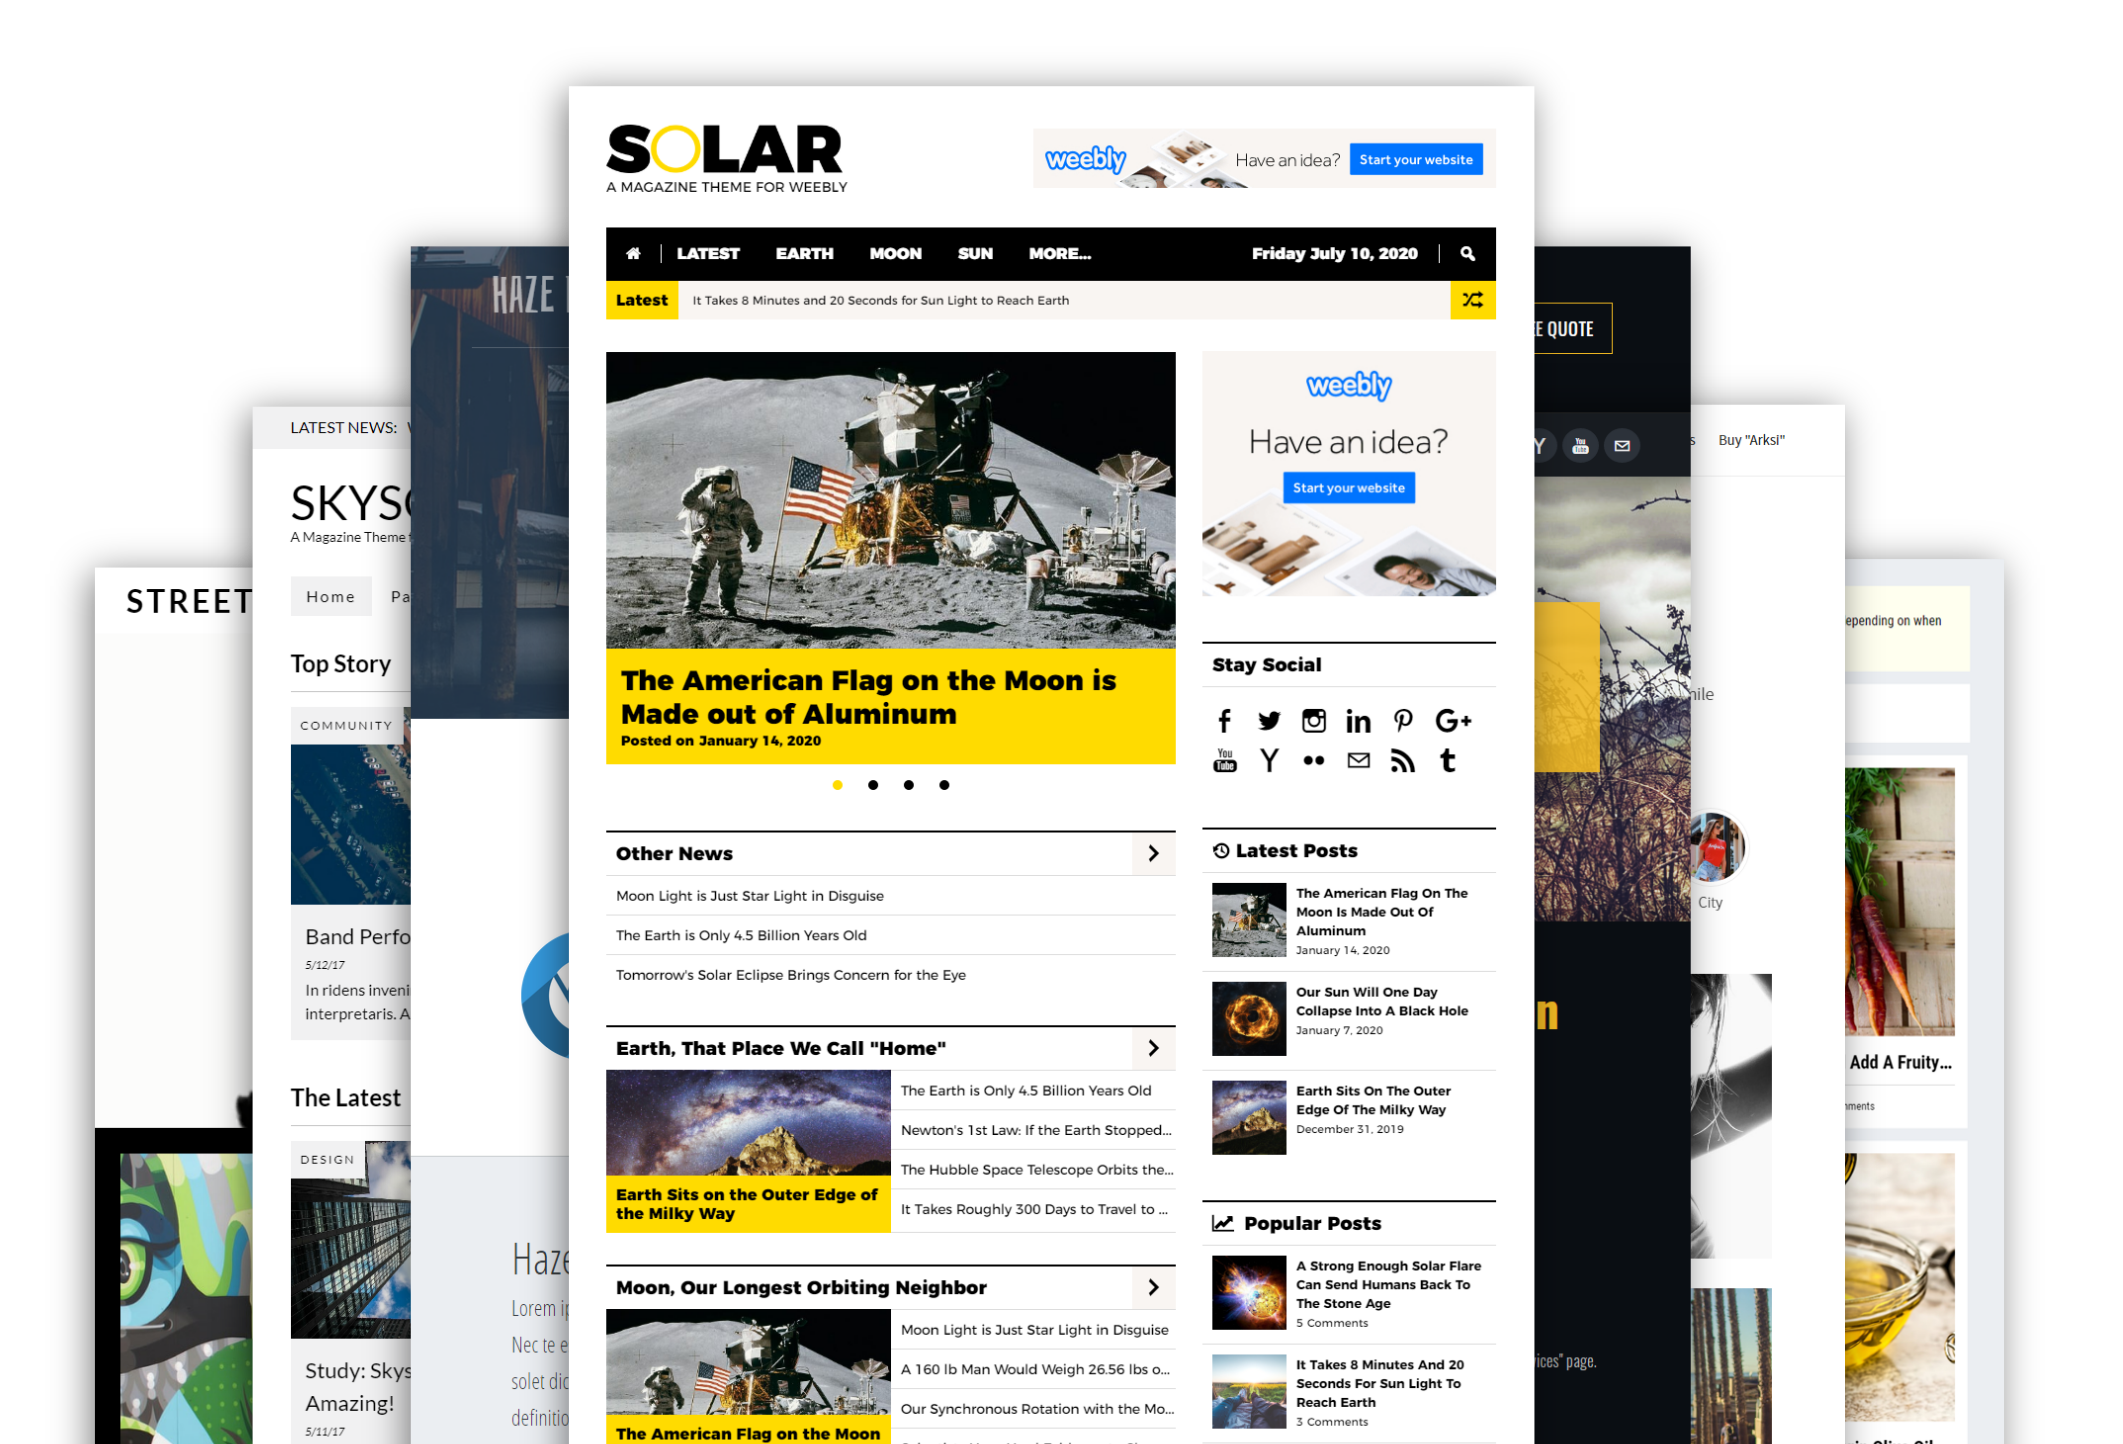 SOLAR
A MAGAZINE THEME FOR WEEBLY
weebly
Have an idea?
Start your website
LATEST
EARTH
MOON
SUN
MORE...
Friday July 10, 2020
Latest
It Takes 8 Minutes and 20 Seconds for Sun Light to Reach Earth
The American Flag on the Moon is
Made out of Aluminum
Posted on January 14, 2020
Other News
Moon Light is Just Star Light in Disguise
The Earth is Only 4.5 Billion Years Old
Tomorrow's Solar Eclipse Brings Concern for the Eye
Earth, That Place We Call "Home"
Earth Sits on the Outer Edge of
the Milky Way
The Earth is Only 4.5 Billion Years Old
Newton's 1st Law: If the Earth Stopped...
The Hubble Space Telescope Orbits the...
It Takes Roughly 300 Days to Travel to ...
Moon, Our Longest Orbiting Neighbor
The American Flag on the Moon
Moon Light is Just Star Light in Disguise
A 160 lb Man Would Weigh 26.56 lbs o...
Our Synchronous Rotation with the Mo...
weebly
Have an idea?
Start your website
Stay Social
You
Tube
Latest Posts
The American Flag On The
Moon Is Made Out Of
Aluminum
January 14, 2020
Our Sun Will One Day
Collapse Into A Black Hole
January 7, 2020
Earth Sits On The Outer
Edge Of The Milky Way
December 31, 2019
Popular Posts
A Strong Enough Solar Flare
Can Send Humans Back To
The Stone Age
5 Comments
It Takes 8 Minutes And 20
Seconds For Sun Light To
Reach Earth
3 Comments
HAZE
Haze
Lorem
Nec te
solet
LATEST NEWS:
A Magazine Theme
Home
Top Story
COMMUNITY
Band
5/12/17
In ridens
interpretaris. A
The Latest
DESIGN
Study:
Amazing!
5/11/17
STREET
QUOTE
You
Tube
page.
Buy "Arksi"
City
depending on when
Add A Fruity...